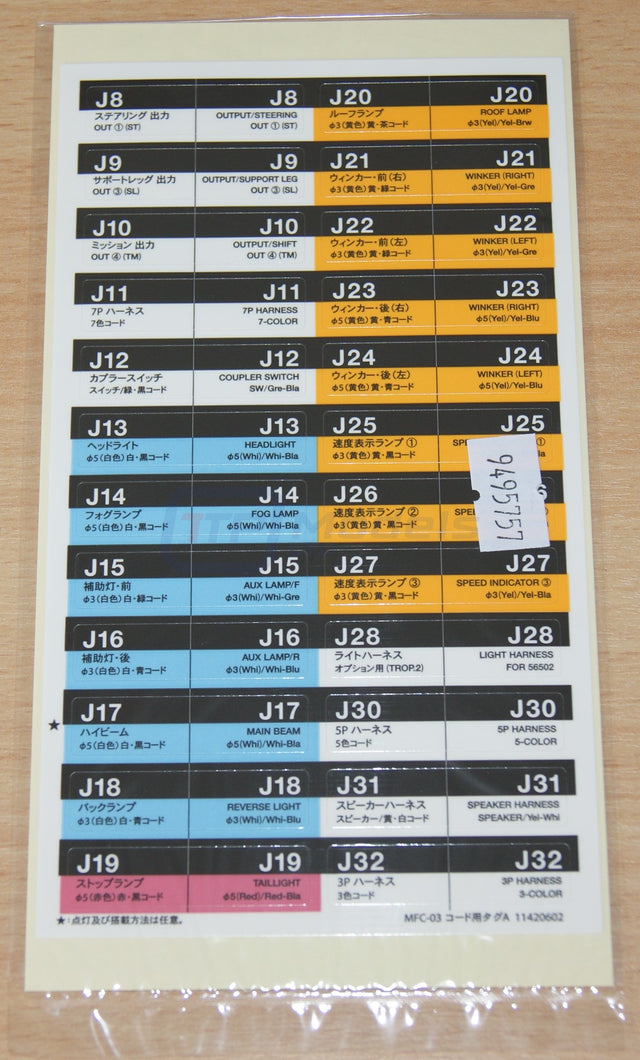 J8 J8
ステアリング 出力 OUTPUT/STEERING
OUT ①(ST) OUT ①(ST)
J9 J9
サポートレッグ 出力 OUTPUT/SUPPORT LEG
OUT ③(SL) OUT ③(SL)
J10 J10
ミッション 出力 OUTPUT/SHIFT
OUT ④(TM) OUT ④(TM)
J11 J11
7P ハーネス 7P HARNESS
7色コード 7-COLOR
J12 J12
カプラースイッチ COUPLER SWITCH
スイッチ/緑・黒コード SW/Gre-Bla
J13 J13
ヘッドライト HEADLIGHT
φ5(白色)白・黒コード φ5(Whi)/Whi-Bla
J14 J14
フォグランプ FOG LAMP
φ5(白色)白・黒コード φ5(Whi)/Whi-Bla
J15 J15
補助灯・前 AUX LAMP/F
φ3(白色)白・緑コード φ3(Whi)/Whi-Gre
J16 J16
補助灯・後 AUX LAMP/R
φ3(白色)白・青コード φ3(Whi)/Whi-Blu
★
J17 J17
ハイビーム MAIN BEAM
φ5(白色)白・黒コード φ5(Whi)/Whi-Bla
J18 J18
バックランプ REVERSE LIGHT
φ3(白色)白・青コード φ3(Whi)/Whi-Blu
J19 J19
ストップランプ TAILLIGHT
φ5(赤色)赤・黒コード φ5(Red)/Red-Bla
J20 J20
ルーフランプ ROOF LAMP
φ3(黄色)黄・茶コード φ3(Yel)/Yel-Brw
J21 J21
ウィンカー・前(右) WINKER (RIGHT)
φ3(黄色)黄・緑コード φ3(Yel)/Yel-Gre
J22 J22
ウィンカー・前(左) WINKER (LEFT)
φ3(黄色)黄・緑コード φ3(Yel)/Yel-Gre
J23 J23
ウィンカー・後(右) WINKER (RIGHT)
φ5(黄色)黄・青コード φ5(Yel)/Yel-Blu
J24 J24
ウィンカー・後(左) WINKER (LEFT)
φ5(黄色)黄・青コード φ5(Yel)/Yel-Blu
J25 J25
速度表示ランプ ① ①
φ3(黄色)黄・黒コード
J26
速度表示ランプ ②
φ3(黄色)黄・黒コード
9495757
J27 J27
速度表示ランプ ③ SPEED INDICATOR ③
φ3(黄色)黄・黒コード φ3(Yel)/Yel-Bla
J28 J28
ライトハーネス LIGHT HARNESS
オプション用(TROP.2) FOR 56502
J30 J30
5P ハーネス 5P HARNESS
5色コード 5-COLOR
J31 J31
スピーカーハーネス SPEAKER HARNESS
スピーカー/黄・白コード SPEAKER/Yel-Whi
J32 J32
3P ハーネス 3P HARNESS
3色コード 3-COLOR
★:点灯及び搭載方法は任意。
MFC-03 コード用タグA 11420602